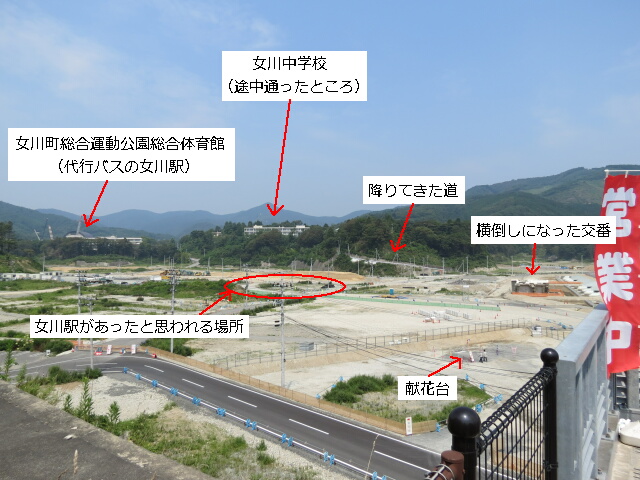 女川中学校
（途中通ったところ）
女川町総合運動公園総合体育館
（代行バスの女川駅）
降りてきた道
横倒しになった交番
女川駅があったと思われる場所
献花台
営業中